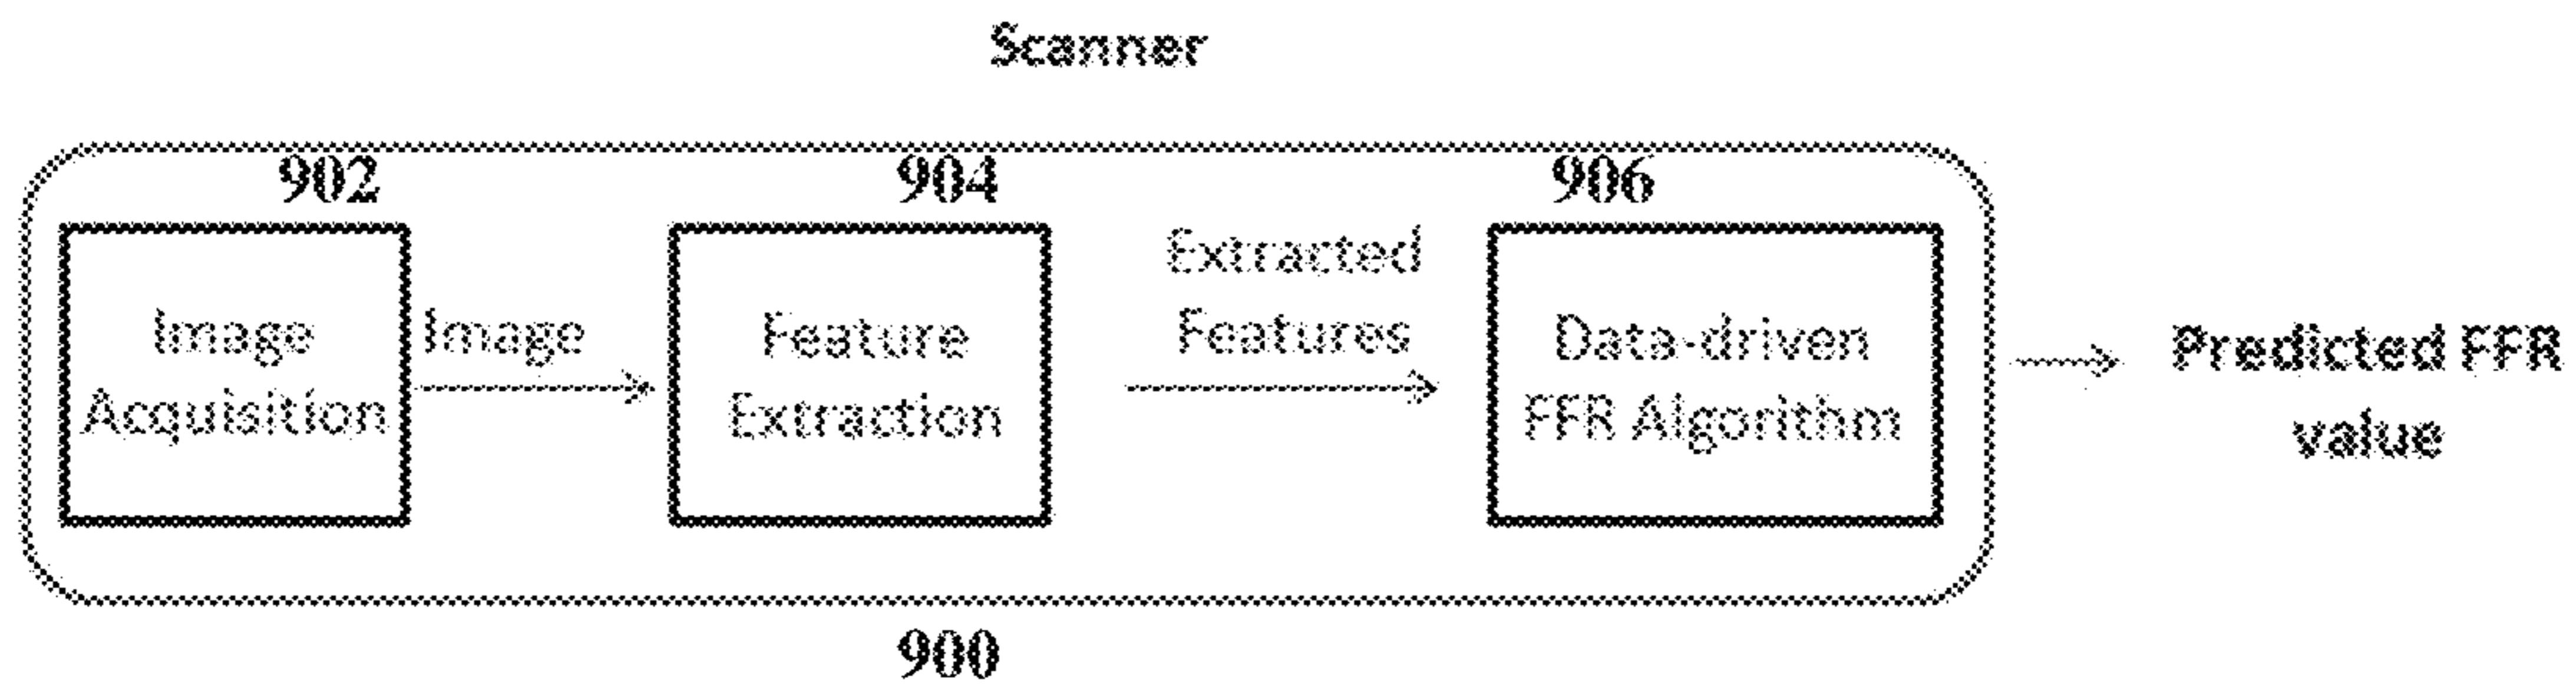 Scanner
902
904
906
Image
Acquisition
Image
Feature
Extraction
Extracted
Features
Data-driven
FFR Algorithm
Predicted FFR
value
900